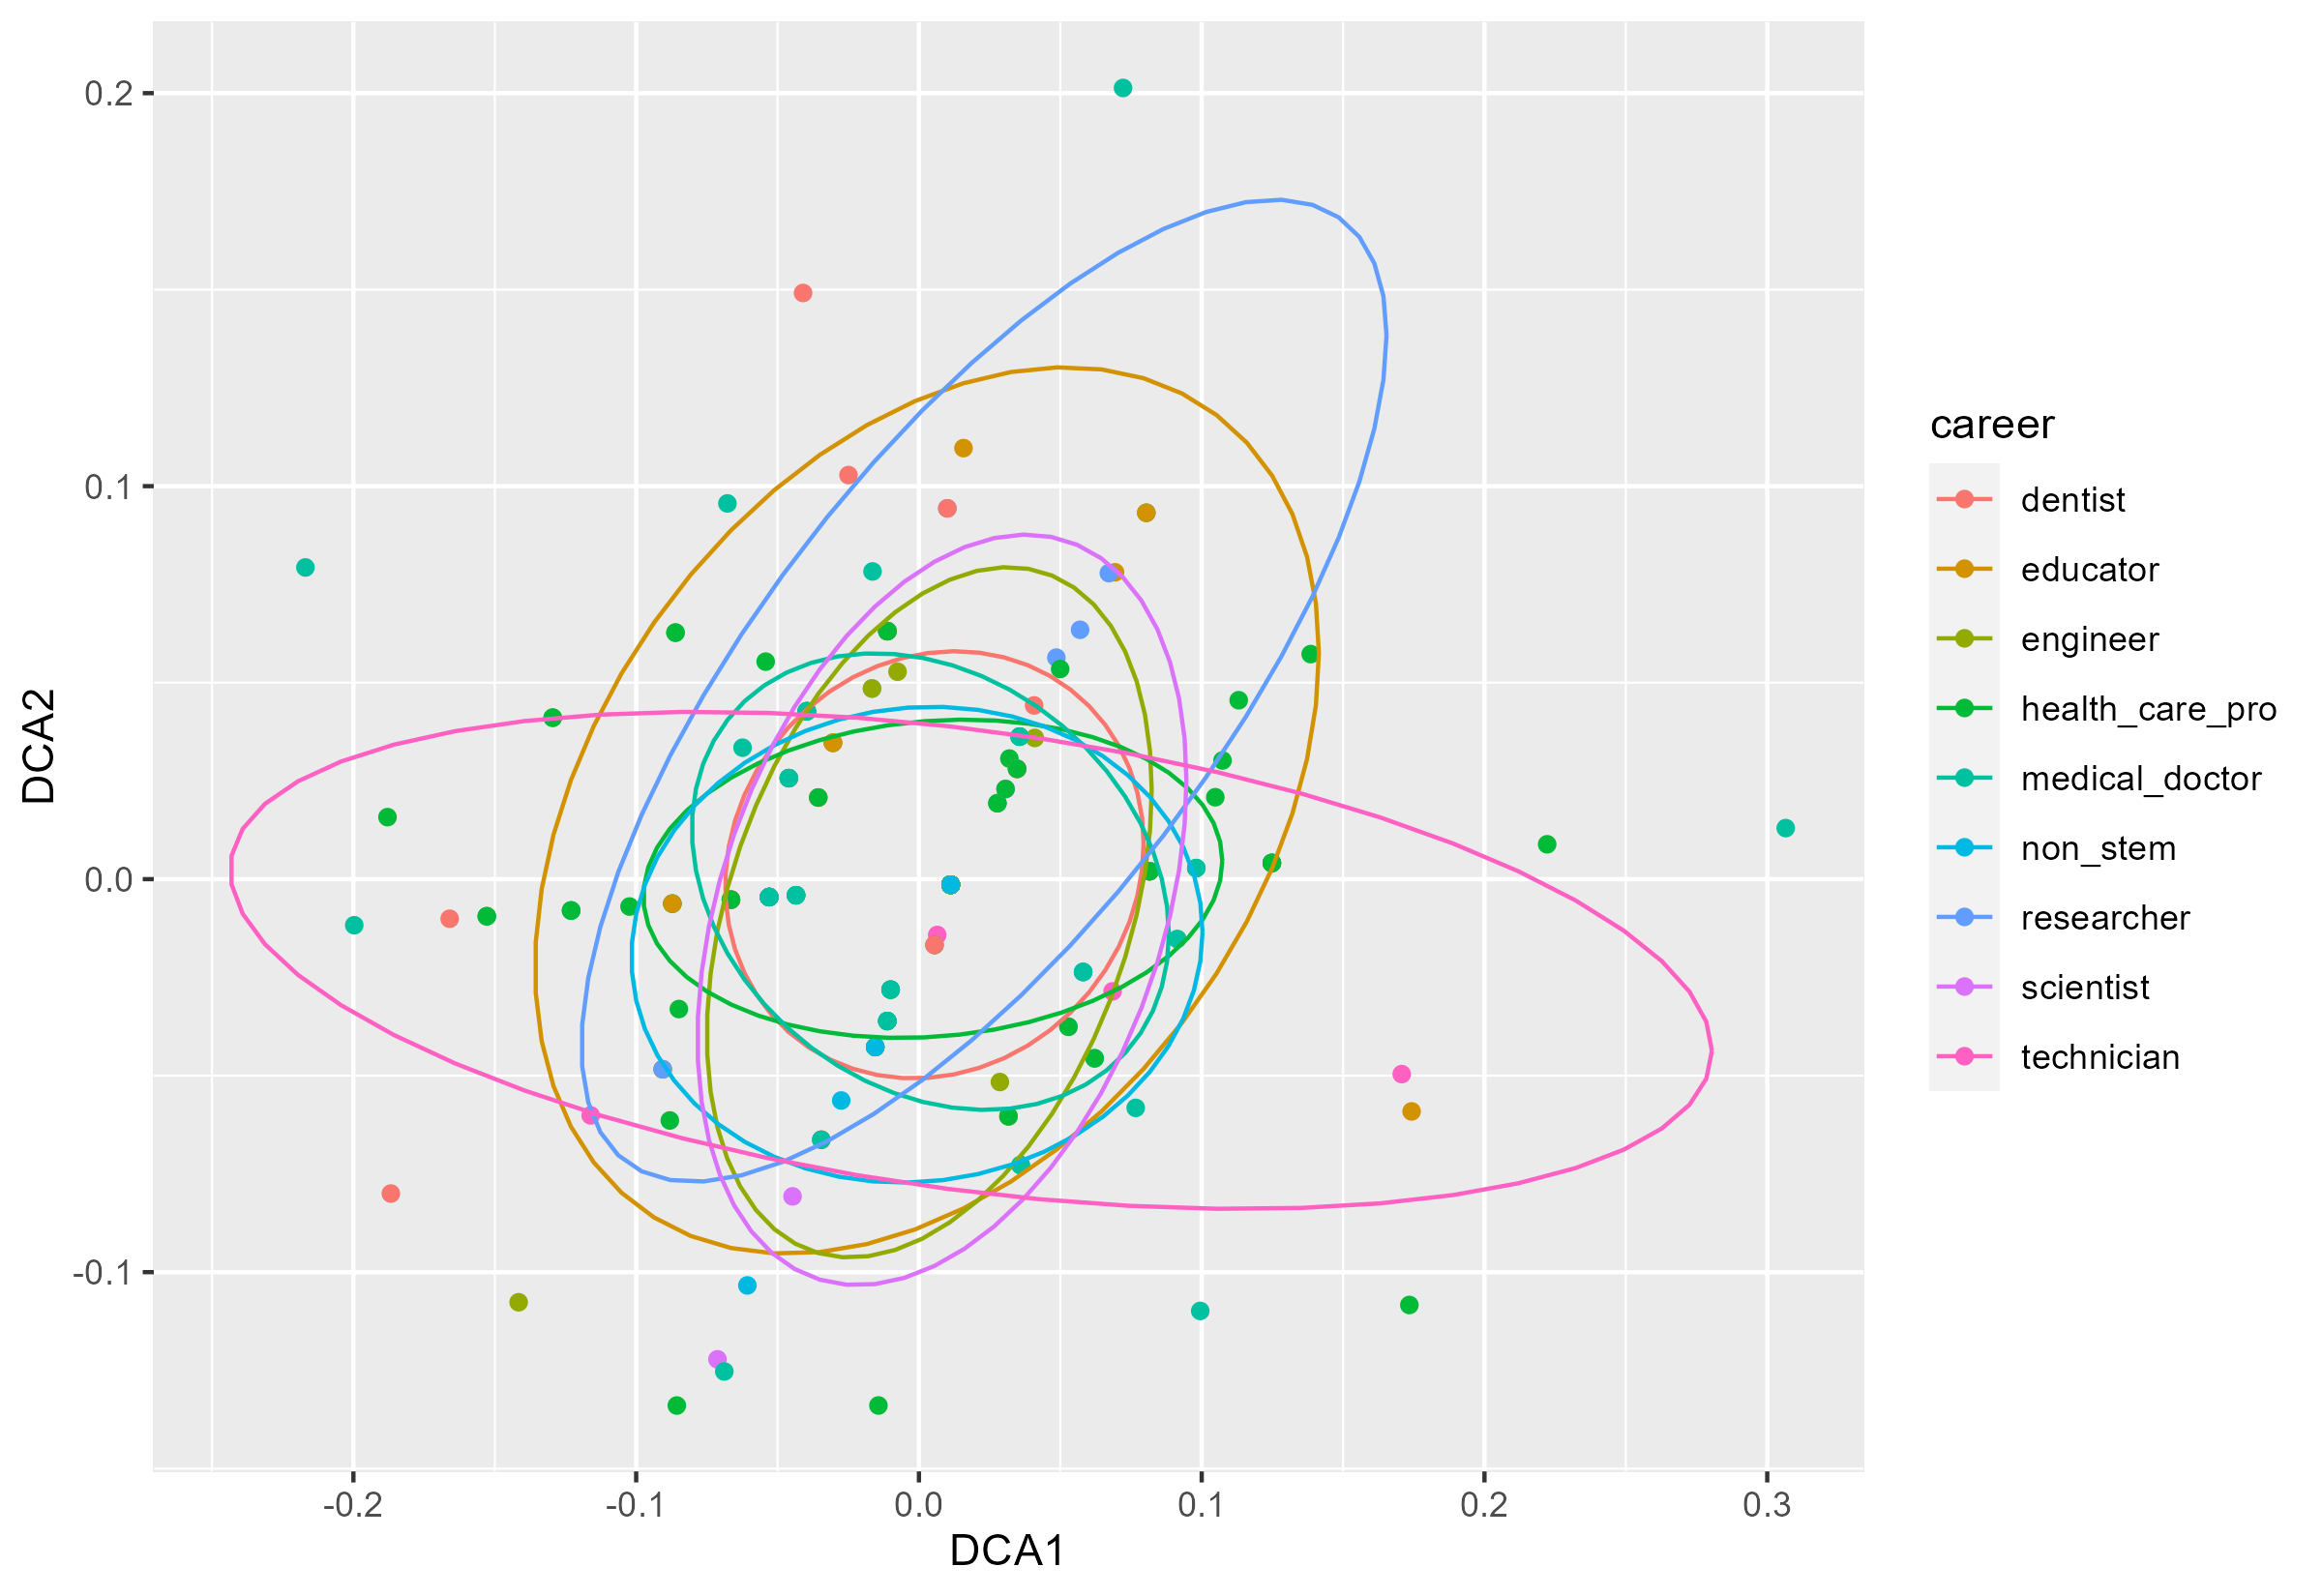 DCA2
0.2
0.1
0.0
-0.1
-0.2
-0.1
0.0
0.1
0.2
0.3
DCA1
career
dentist
educator
engineer
health_care_pro
medical_doctor
non_stem
researcher
scientist
technician